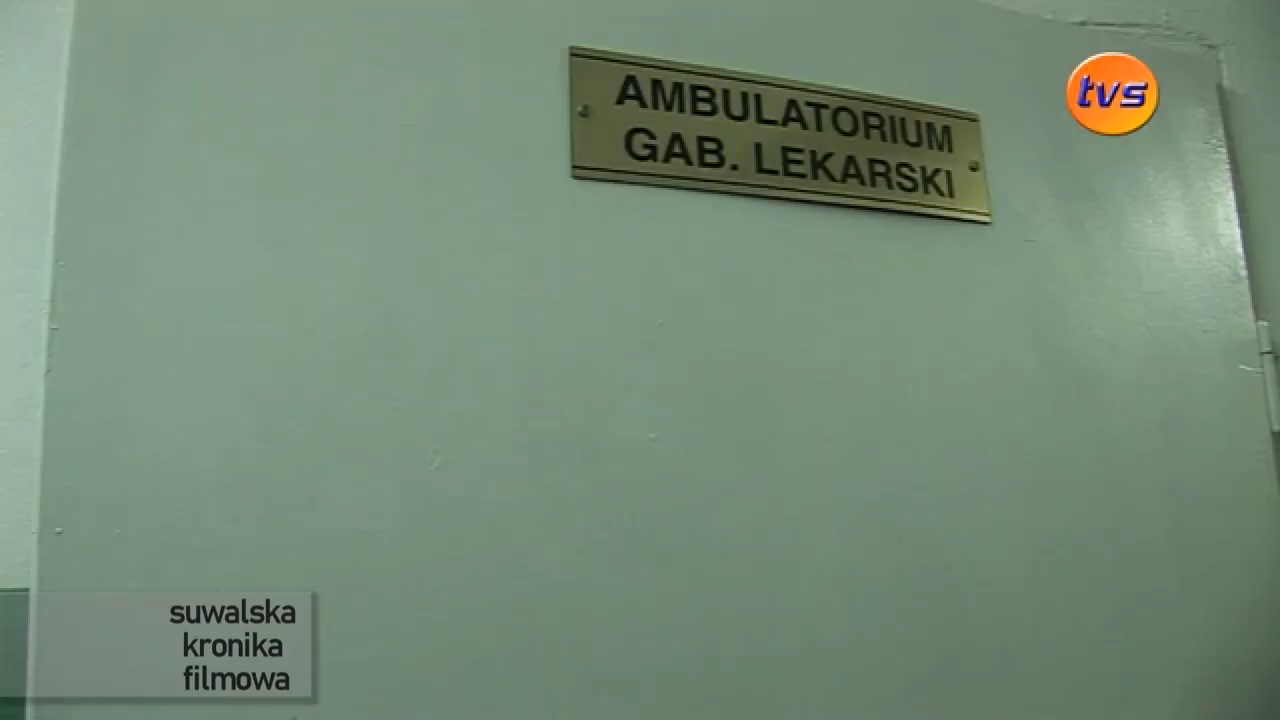 AMBULATORIUM
GAB. LEKARSKI
tvs
suwalska
kronika
filmowa